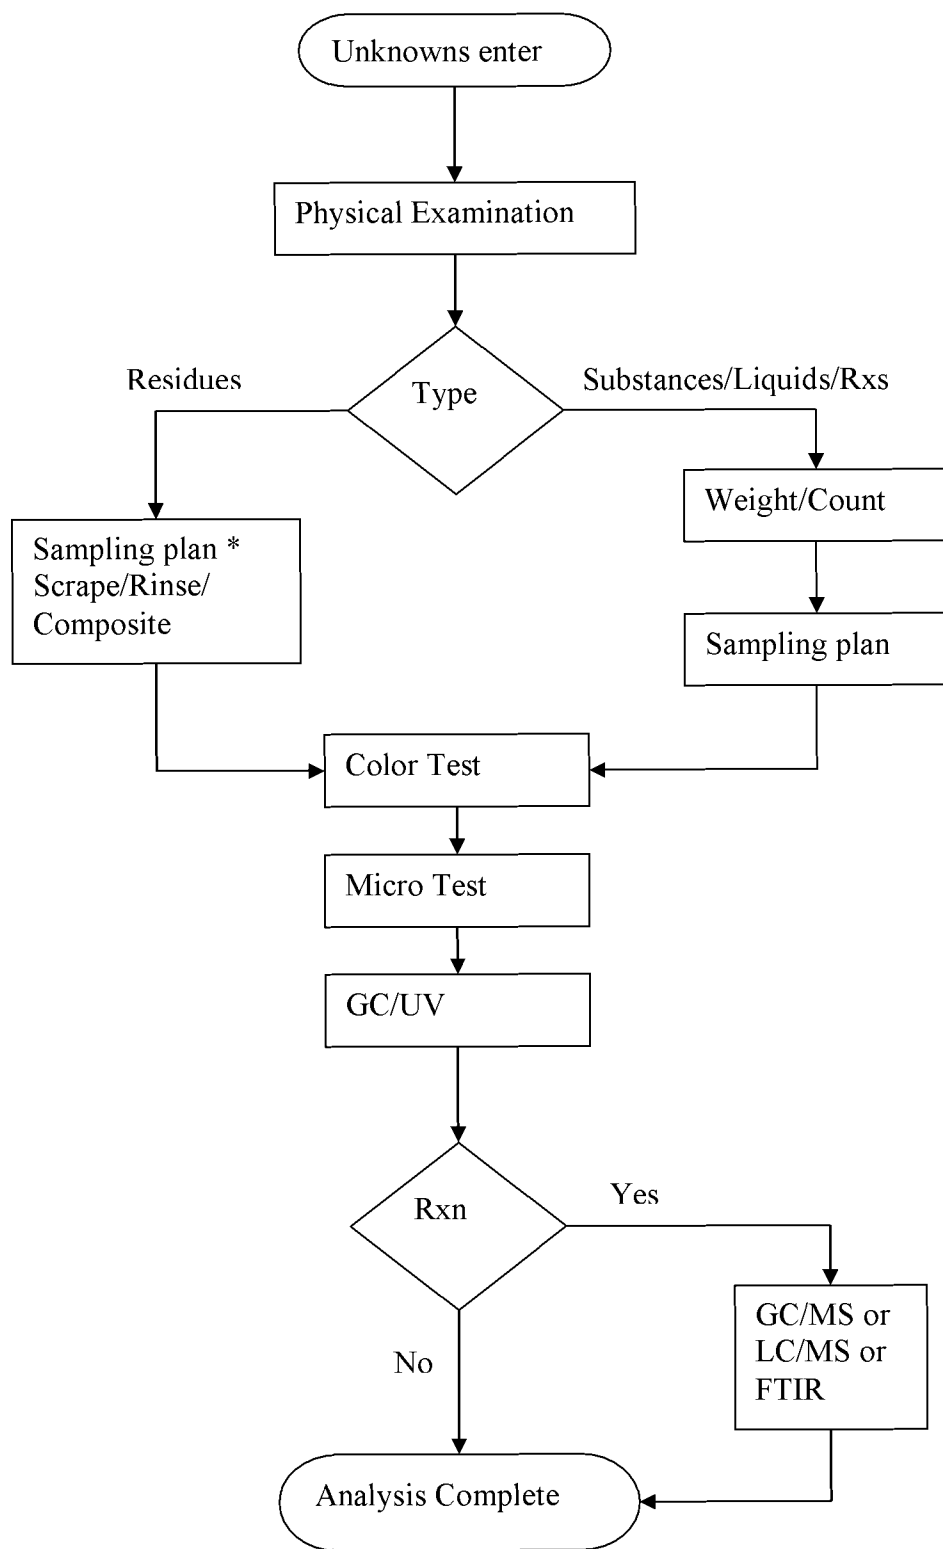 Unknowns enter
Physical Examination
Type
Residues
Substances/Liquids/Rxs
Weight/Count
Sampling plan *
Scrape/Rinse/
Composite
Sampling plan
Color Test
Micro Test
GC/UV
Rxn
Yes
GC/MS or
LC/MS or
FTIR
No
Analysis Complete